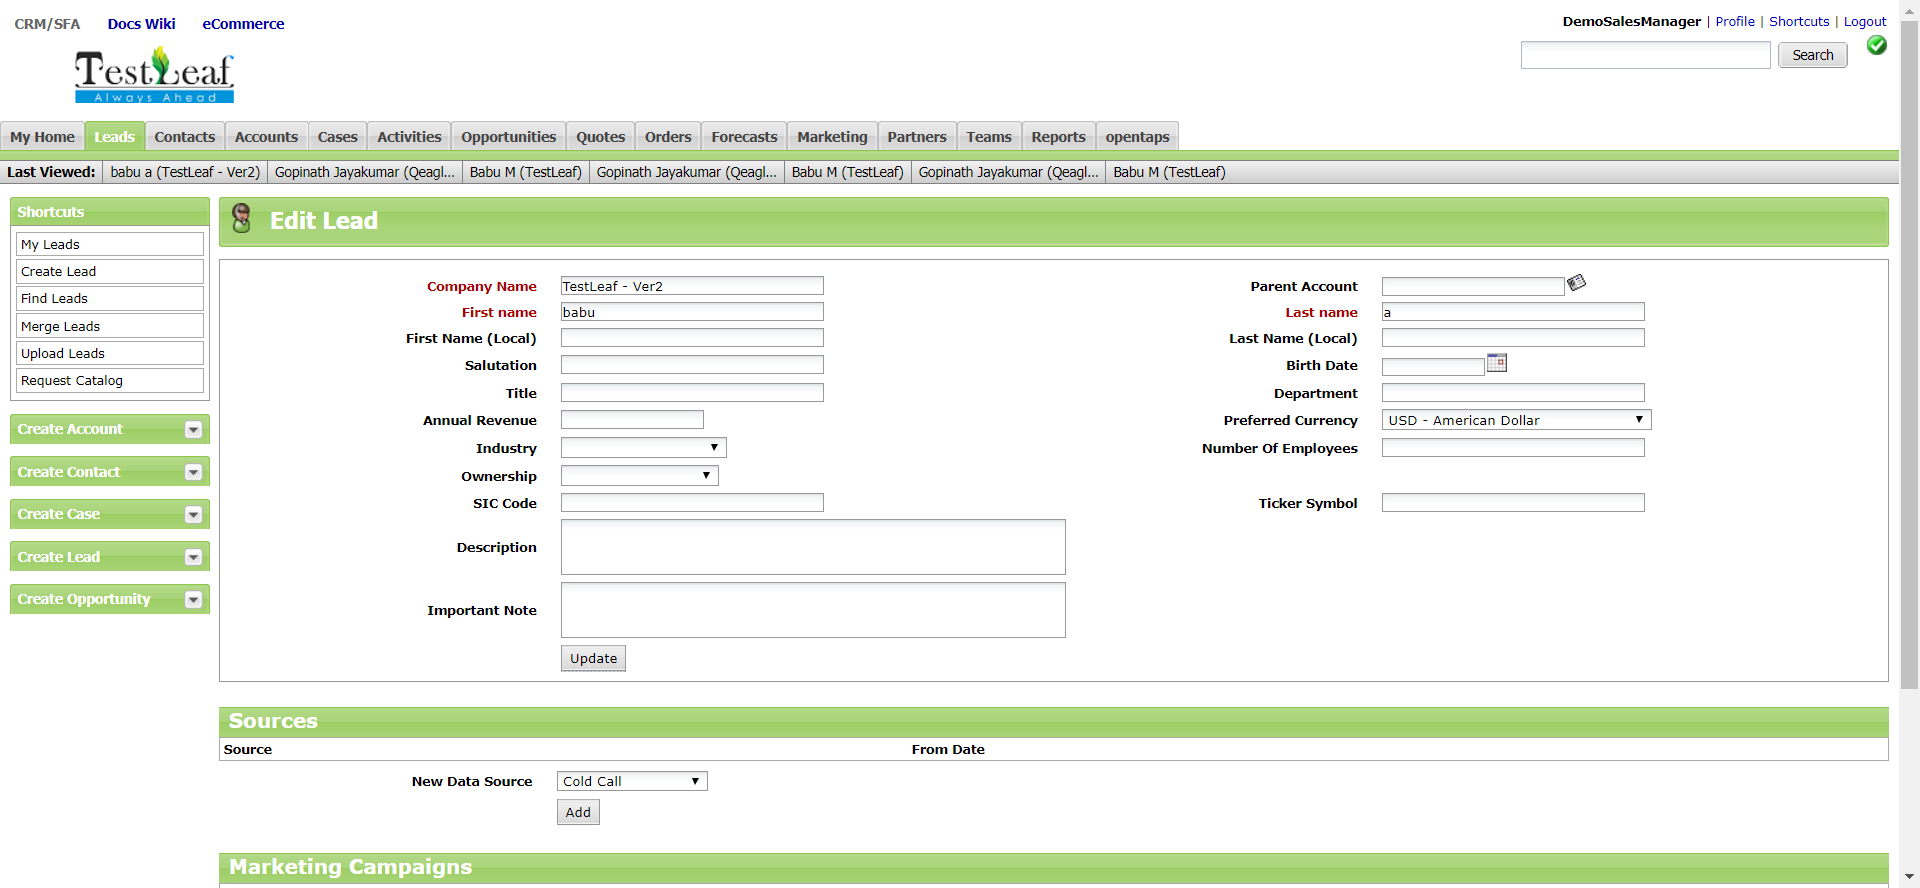 CRM/SFA Docs Wiki eCommerce
DemoSalesManager | Profile | Shortcuts | Logout
TestLeaf
Always Ahead
Search
My Home Leads Contacts Accounts Cases Activities Opportunities Quotes Orders Forecasts Marketing Partners Teams Reports opentaps
Last Viewed: babu a (TestLeaf - Ver2) Gopinath Jayakumar (Qeagl... Babu M (TestLeaf) Gopinath Jayakumar (Qeagl... Babu M (TestLeaf) Gopinath Jayakumar (Qeagl... Babu M (TestLeaf)
Shortcuts
My Leads
Create Lead
Find Leads
Merge Leads
Upload Leads
Request Catalog
Create Account
Create Contact
Create Case
Create Lead
Create Opportunity
Edit Lead
Company Name TestLeaf - Ver2 Parent Account
First name babu Last name a
First Name (Local) Last Name (Local)
Salutation Birth Date
Title Department
Annual Revenue Preferred Currency USD - American Dollar
Industry Number Of Employees
Ownership
SIC Code Ticker Symbol
Description
Important Note
Update
Sources
Source From Date
New Data Source Cold Call
Add
Marketing Campaigns